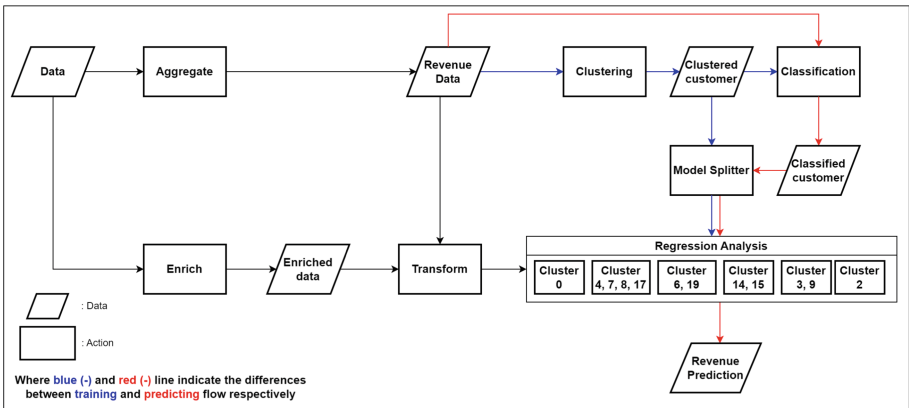 Data
Aggregate
Revenue
Data
Clustering
Clustered
customer
Classification
Model Splitter
Classified
customer
Regression Analysis
Enrich
Enriched
data
Transform
Cluster
0
Cluster
4, 7, 8, 17
Cluster
6, 19
Cluster
14, 15
Cluster
3, 9
Cluster
2
: Data
: Action
Revenue
Prediction
Where blue (-) and red (-) line indicate the differences
between training and predicting flow respectively